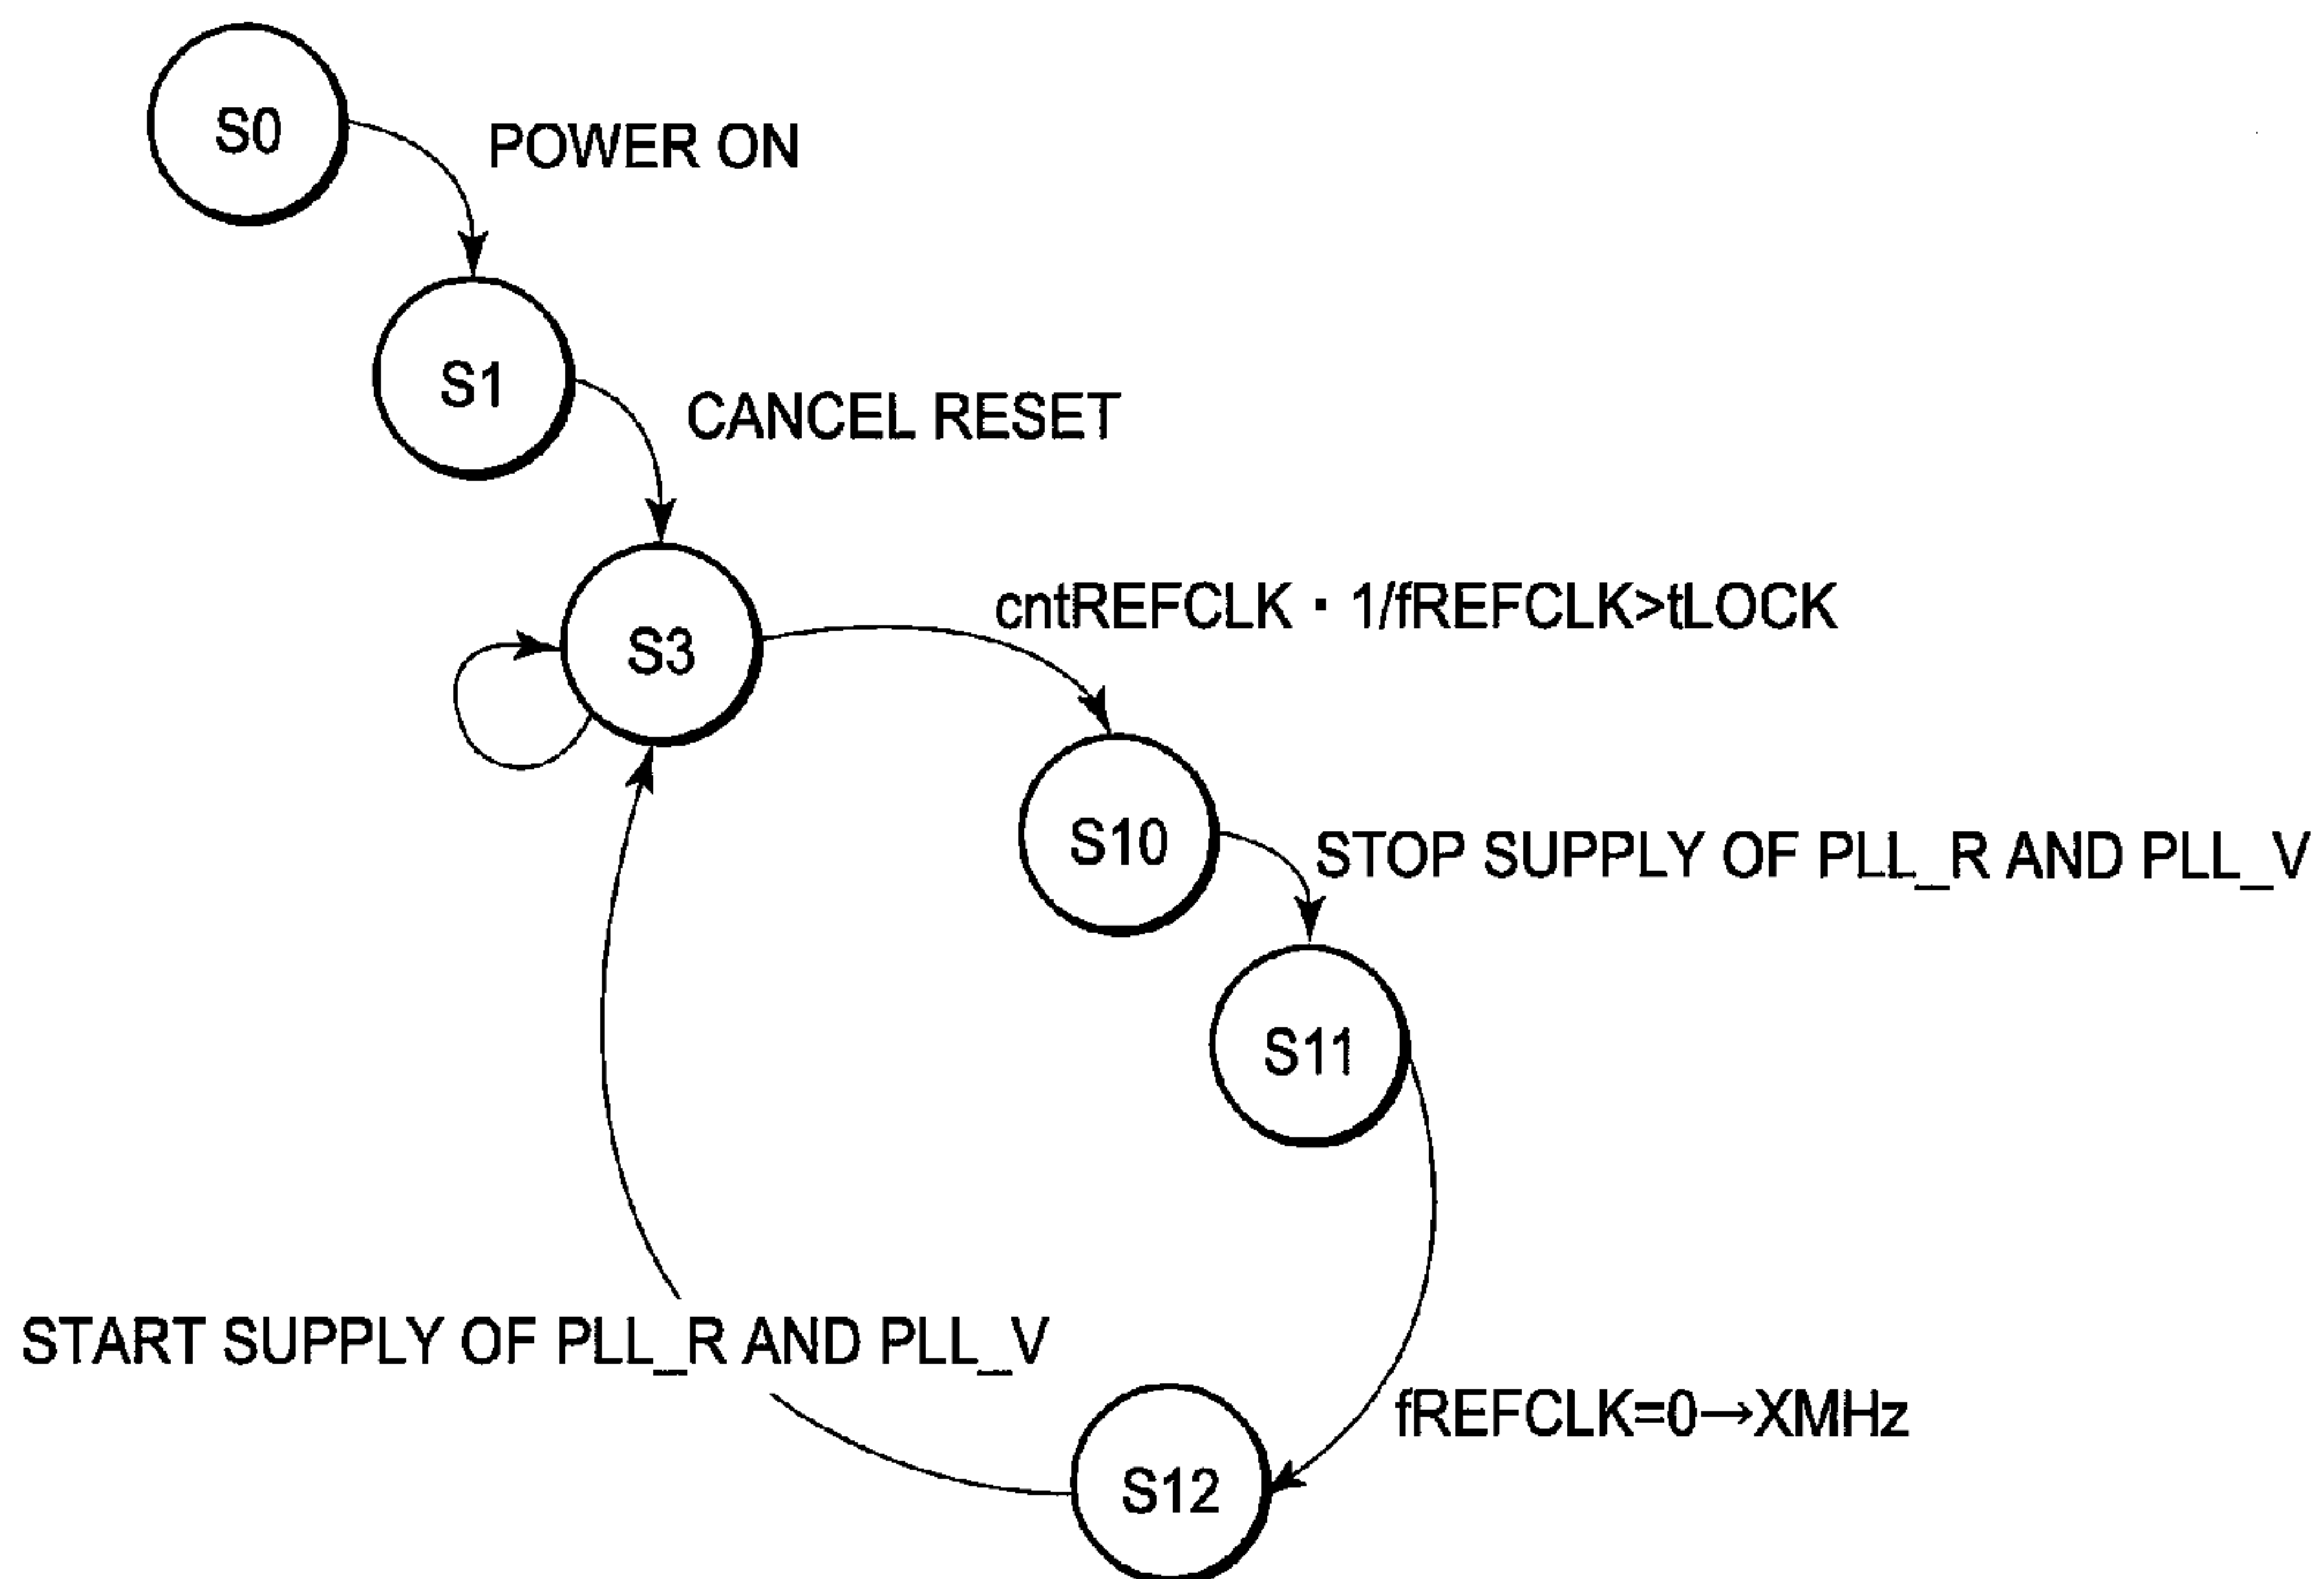 S0
POWER ON
S1
CANCEL RESET
S3
cntREFCLK ▪ 1/fREFCLK>tLOCK
S10
STOP SUPPLY OF PLL_R AND PLL_V
S11
START SUPPLY OF PLL_R AND PLL_V
fREFCLK=0→XMHz
S12